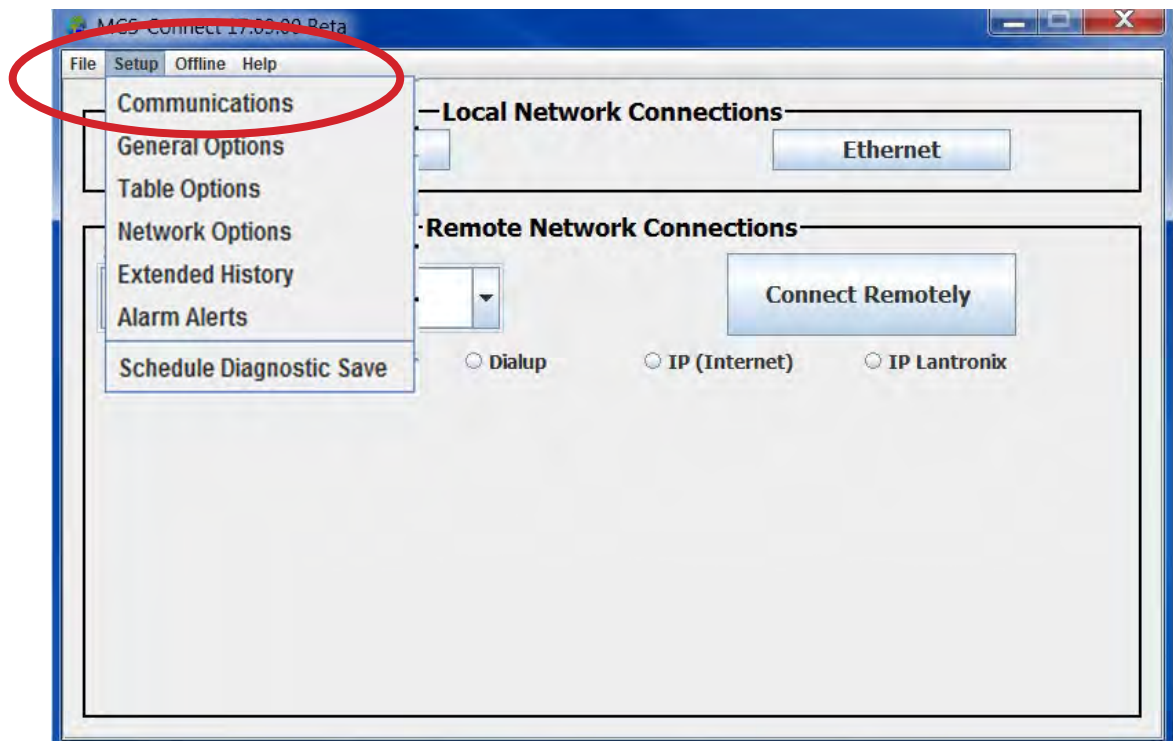 MCS-Connect 17.09.09 Beta
File Setup Offline Help
Communications
General Options
Table Options
Network Options
Extended History
Alarm Alerts
Schedule Diagnostic Save
Local Network Connections
Ethernet
Remote Network Connections
Connect Remotely
Dialup IP (Internet) IP Lantronix